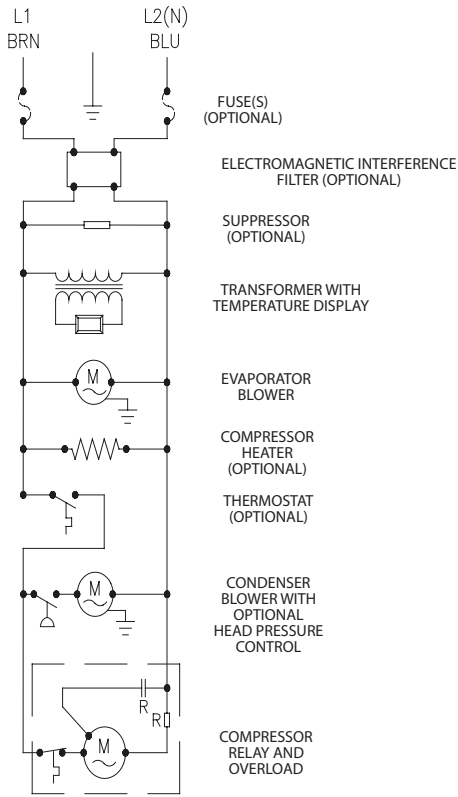 L1 L2(N)
BRN BLU
FUSE(S)
(OPTIONAL)
ELECTROMAGNETIC INTERFERENCE
FILTER (OPTIONAL)
SUPPRESSOR
(OPTIONAL)
TRANSFORMER WITH
TEMPERATURE DISPLAY
M
EVAPORATOR
BLOWER
COMPRESSOR
HEATER
(OPTIONAL)
THERMOSTAT
(OPTIONAL)
M
CONDENSER
BLOWER WITH
OPTIONAL
HEAD PRESSURE
CONTROL
R
R
M
COMPRESSOR
RELAY AND
OVERLOAD